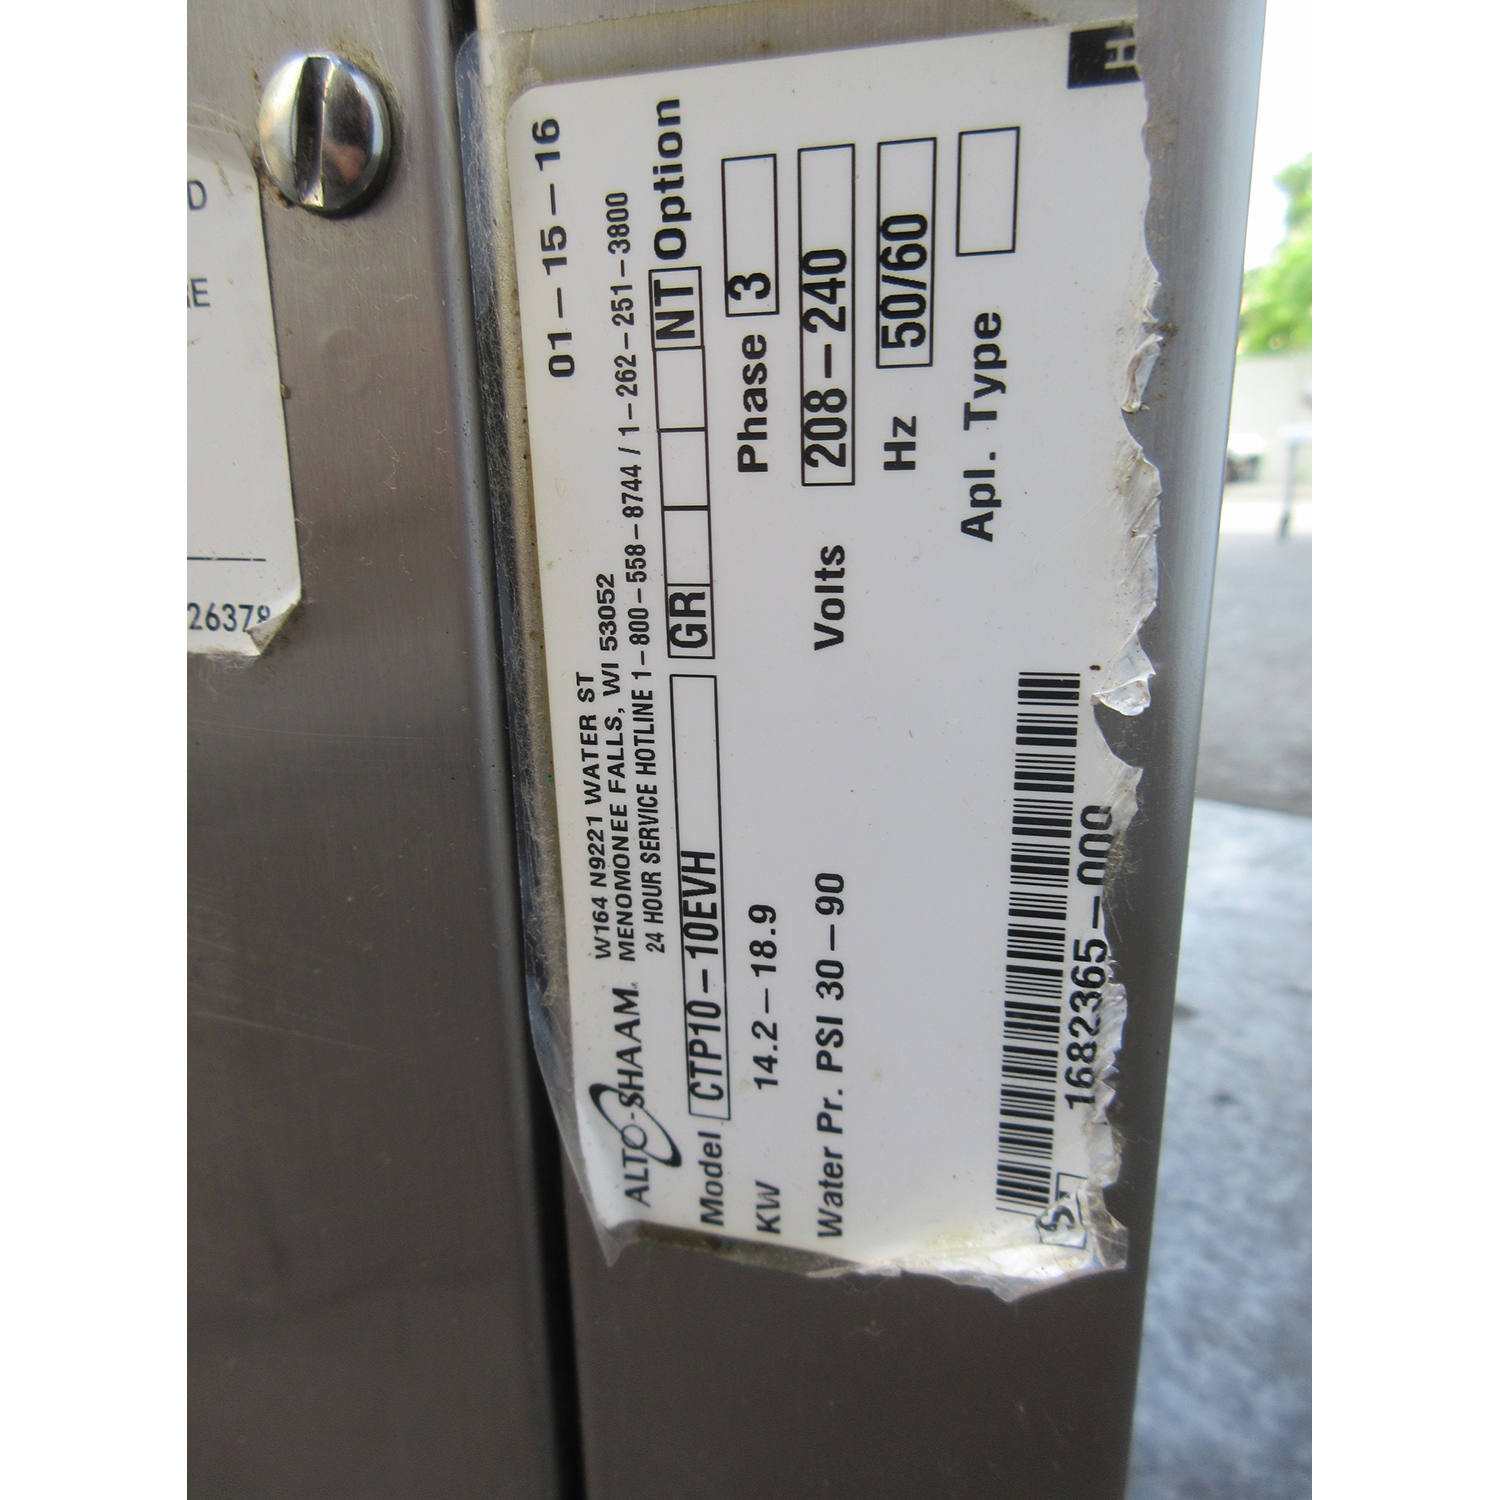 01-15-16
W164 N9221 WATER ST
MENOMONEE FALLS, WI 53052
24 HOUR SERVICE HOTLINE 1-800-558-8744 / 1-262-251-3800
ALTO-SHAAM
Model CTP10-10EVH GR NT Option
KW 14.2-18.9 Phase 3
Water Pr. PSI 30-90 Volts 208-240
Hz 50/60
Apl. Type
1682365-000
H
D
E
26378